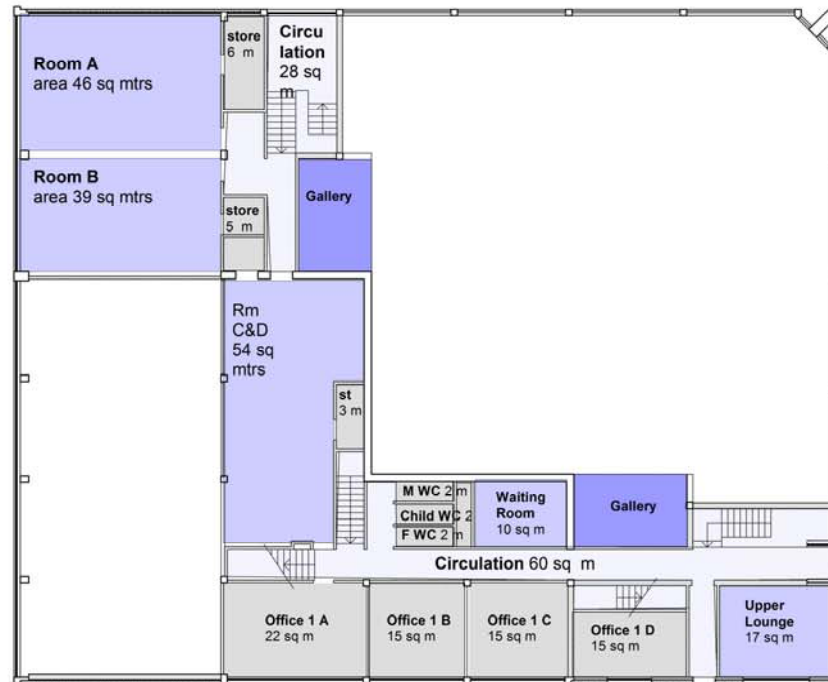 Room A
area 46 sq mtrs
store
6 m
Circu
lation
28 sq
m
Room B
area 39 sq mtrs
store
5 m
Gallery
Rm
C&D
54 sq
mtrs
st
3 m
M WC 2 m
Child WC 2
F WC 2 m
Waiting
Room
10 sq m
Gallery
Circulation 60 sq m
Office 1 A
22 sq m
Office 1 B
15 sq m
Office 1 C
15 sq m
Office 1 D
15 sq m
Upper
Lounge
17 sq m